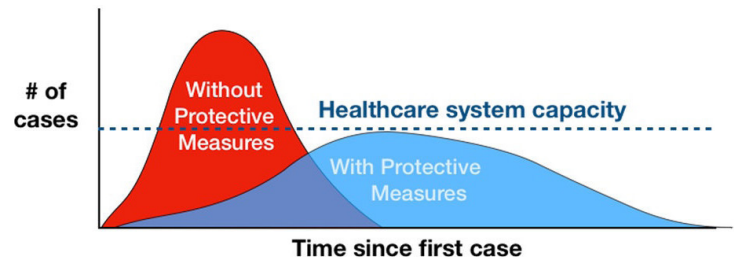 # of
cases
Without
Protective
Measures
Healthcare system capacity
With Protective
Measures
Time since first case